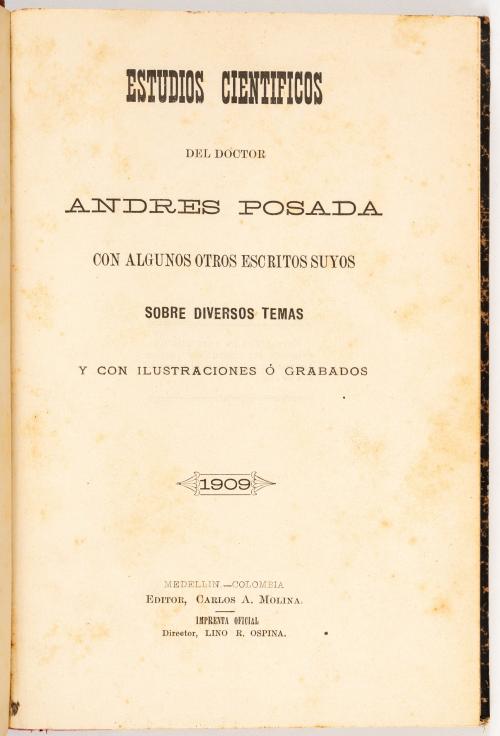 ESTUDIOS CIENTIFICOS
DEL DOCTOR
ANDRES POSADA
CON ALGUNOS OTROS ESCRITOS SUYOS
SOBRE DIVERSOS TEMAS
Y CON ILUSTRACIONES Ó GRABADOS
1909
MEDELLIN.—COLOMBIA
EDITOR, CARLOS A. MOLINA.
IMPRENTA OFICIAL
Director, LINO R. OSPINA.